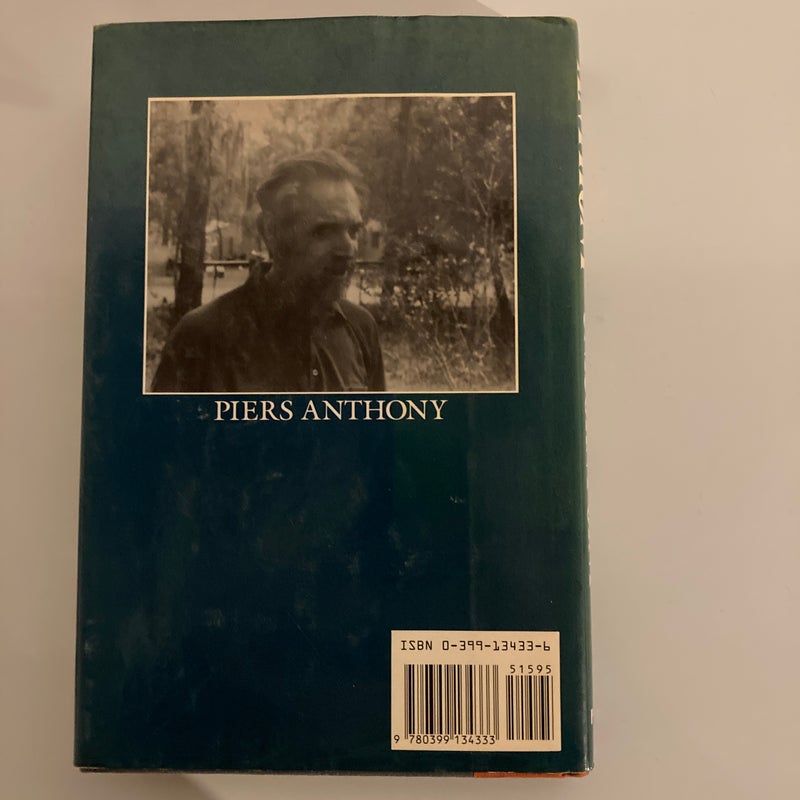 PIERS ANTHONY
ISBN 0-399-13433-6
51595
9 780399 134333